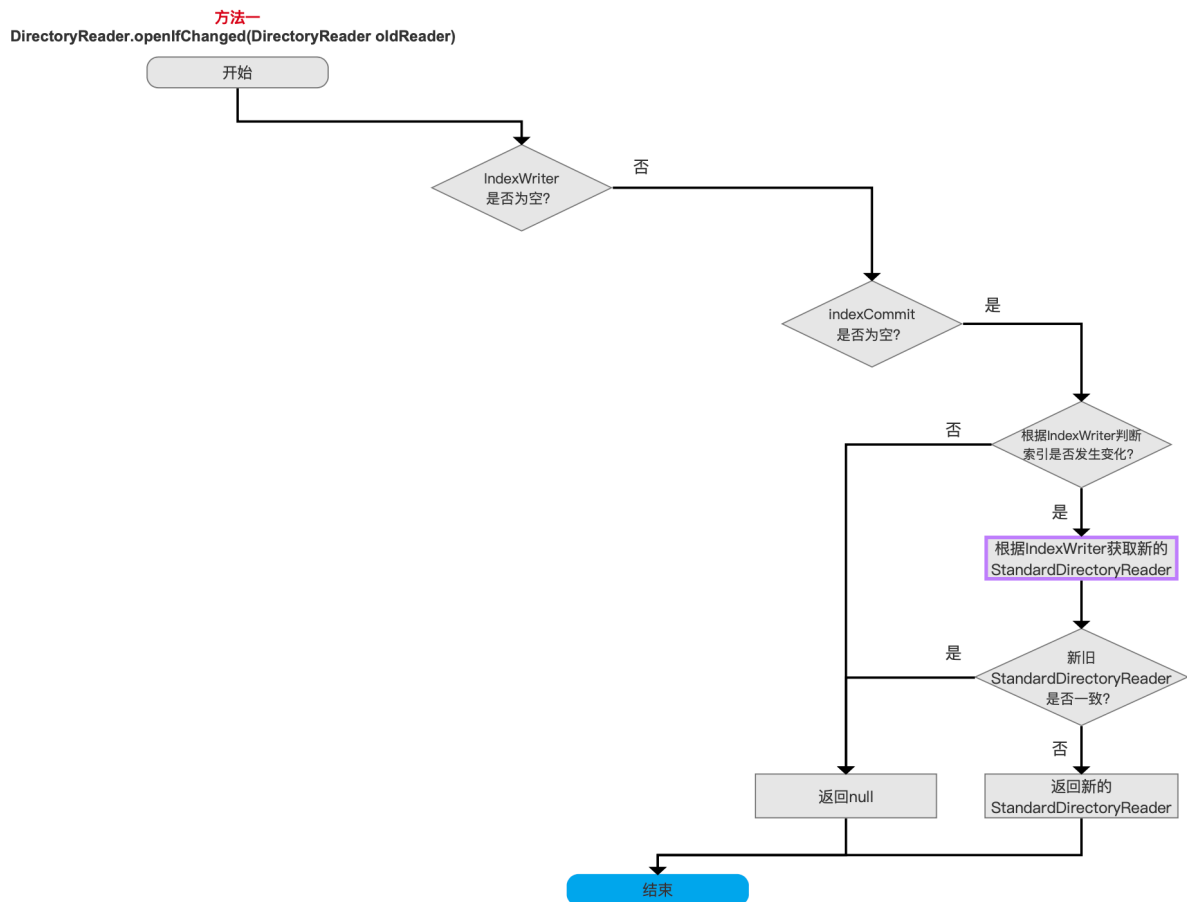 方法一
DirectoryReader.openIfChanged(DirectoryReader oldReader)
开始
IndexWriter
是否为空?
否
indexCommit
是否为空?
是
根据IndexWriter判断
索引是否发生变化?
否
是
根据IndexWriter获取新的
StandardDirectoryReader
新旧
StandardDirectoryReader
是否一致?
是
否
返回null
返回新的
StandardDirectoryReader
结束